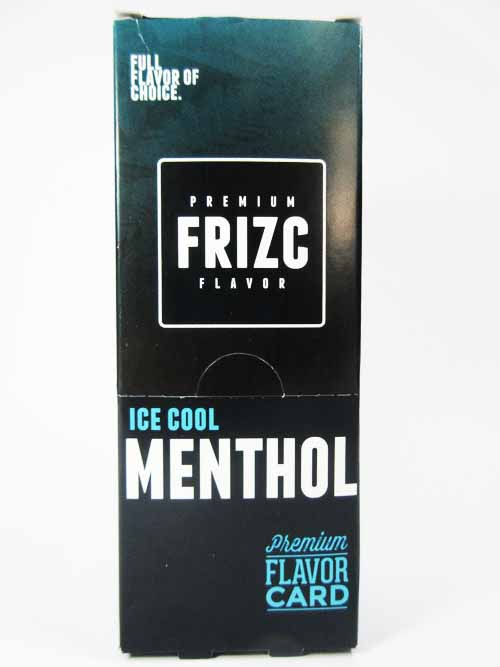 FULL
FLAVOR OF
CHOICE.
PREMIUM
FRIZC
FLAVOR
ICE COOL
MENTHOL
Premium
FLAVOR
CARD